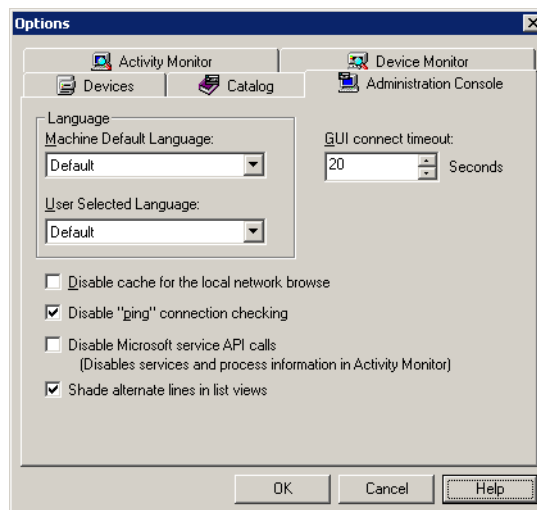 Options
Activity Monitor
Device Monitor
Devices
Catalog
Administration Console
Language
Machine Default Language:
Default
User Selected Language:
Default
GUI connect timeout:
20
Seconds
Disable cache for the local network browse
Disable "ping" connection checking
Disable Microsoft service API calls
(Disables services and process information in Activity Monitor)
Shade alternate lines in list views
OK
Cancel
Help